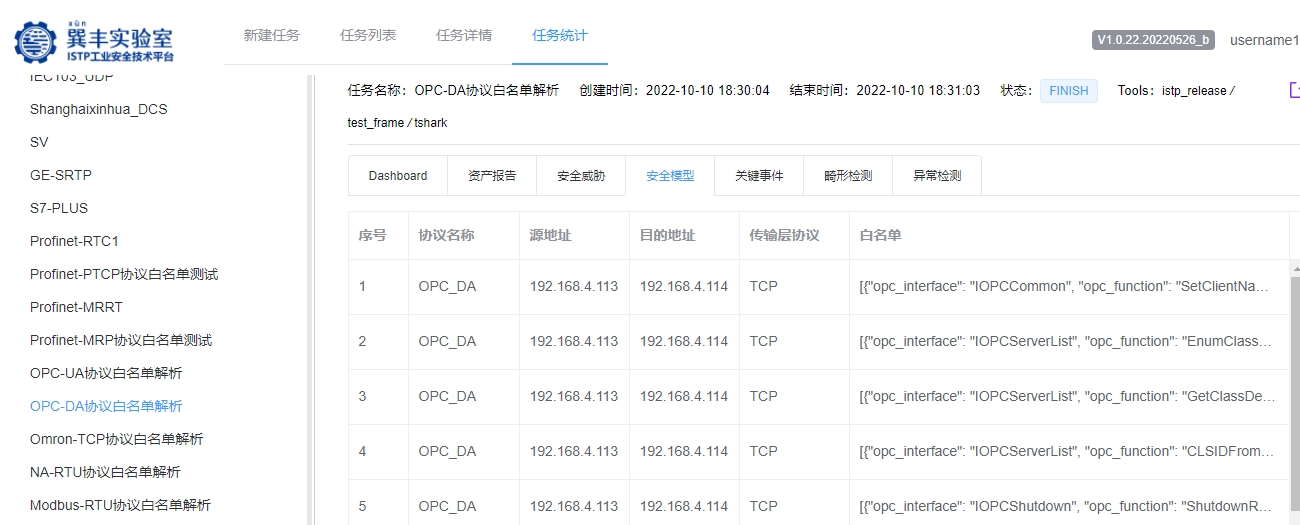 xùn
巽丰实验室
ISTP工业安全技术平台
新建任务 任务列表 任务详情 任务统计
V1.0.22.20220526_b username1
IEC103_UDP
Shanghaixinhua_DCS
SV
GE-SRTP
S7-PLUS
Profinet-RTC1
Profinet-PTCP协议白名单测试
Profinet-MRRT
Profinet-MRP协议白名单测试
OPC-UA协议白名单解析
OPC-DA协议白名单解析
Omron-TCP协议白名单解析
NA-RTU协议白名单解析
Modbus-RTU协议白名单解析
任务名称：OPC-DA协议白名单解析 创建时间：2022-10-10 18:30:04 结束时间：2022-10-10 18:31:03 状态：FINISH Tools：istp_release /
test_frame / tshark
Dashboard 资产报告 安全威胁 安全模型 关键事件 畸形检测 异常检测
序号 协议名称 源地址 目的地址 传输层协议 白名单
1 OPC_DA 192.168.4.113 192.168.4.114 TCP [{"opc_interface": "IOPCCommon", "opc_function": "SetClientNa...
2 OPC_DA 192.168.4.113 192.168.4.114 TCP [{"opc_interface": "IOPCServerList", "opc_function": "EnumClass...
3 OPC_DA 192.168.4.113 192.168.4.114 TCP [{"opc_interface": "IOPCServerList", "opc_function": "GetClassDe...
4 OPC_DA 192.168.4.113 192.168.4.114 TCP [{"opc_interface": "IOPCServerList", "opc_function": "CLSIDFrom...
5 OPC_DA 192.168.4.113 192.168.4.114 TCP [{"opc_interface": "IOPCShutdown", "opc_function": "ShutdownR...